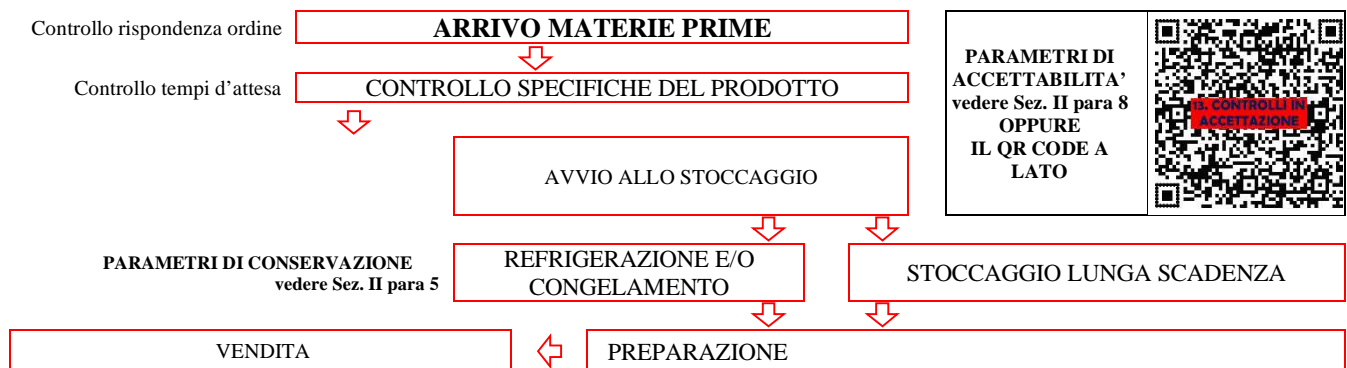 Controllo rispondenza ordine
ARRIVO MATERIE PRIME
Controllo tempi d'attesa
CONTROLLO SPECIFICHE DEL PRODOTTO
PARAMETRI DI
ACCETTABILITA'
vedere Sez. II para 8
OPPURE
IL QR CODE A
LATO
13. CONTROLLI IN
ACCETTAZIONE
AVVIO ALLO STOCCAGGIO
PARAMETRI DI CONSERVAZIONE
vedere Sez. II para 5
REFRIGERAZIONE E/O
CONGELAMENTO
STOCCAGGIO LUNGA SCADENZA
VENDITA
PREPARAZIONE